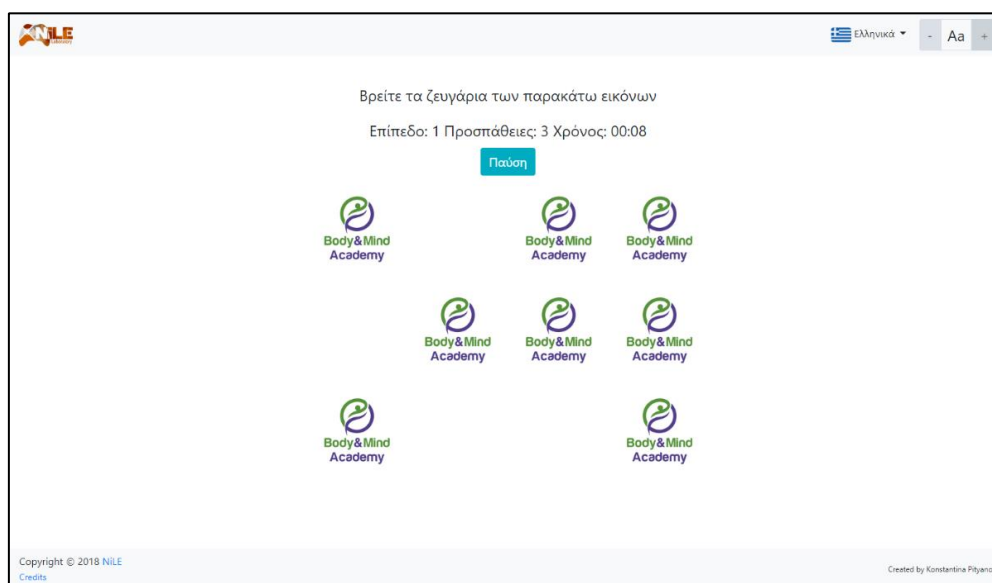 NiLE
Ελληνικά
- Aa +
Βρείτε τα ζευγάρια των παρακάτω εικόνων
Επίπεδο: 1 Προσπάθειες: 3 Χρόνος: 00:08
Παύση
Body&Mind Academy
Body&Mind Academy
Body&Mind Academy
Body&Mind Academy
Body&Mind Academy
Body&Mind Academy
Body&Mind Academy
Body&Mind Academy
Copyright © 2018 NiLE
Credits
Created by Konstantina Pityano